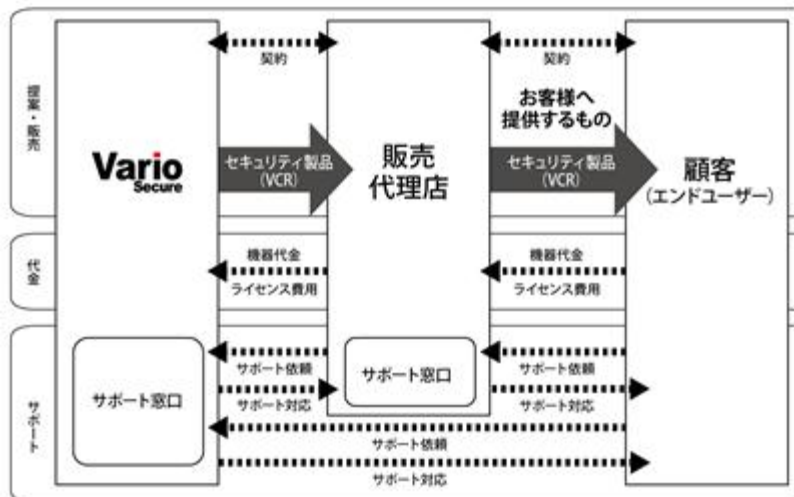 提案・販売
契約
契約
お客様へ
提供するもの
Vario
Secure
セキュリティ製品
(VCR)
販売
代理店
セキュリティ製品
(VCR)
顧客
(エンドユーザー)
代金
機器代金
ライセンス費用
機器代金
ライセンス費用
サポート
サポート窓口
サポート依頼
サポート対応
サポート窓口
サポート依頼
サポート対応
サポート依頼
サポート対応